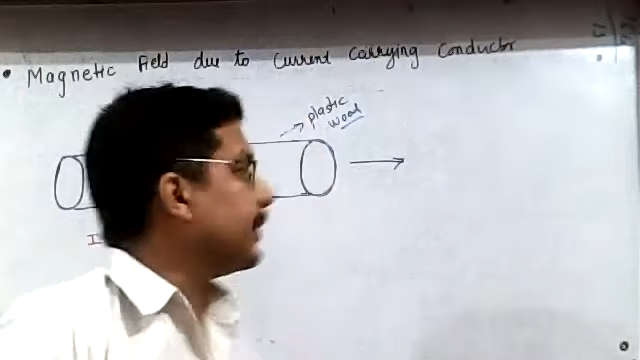 • Magnetic field due to current carrying conductor
→ plastic
wood
I